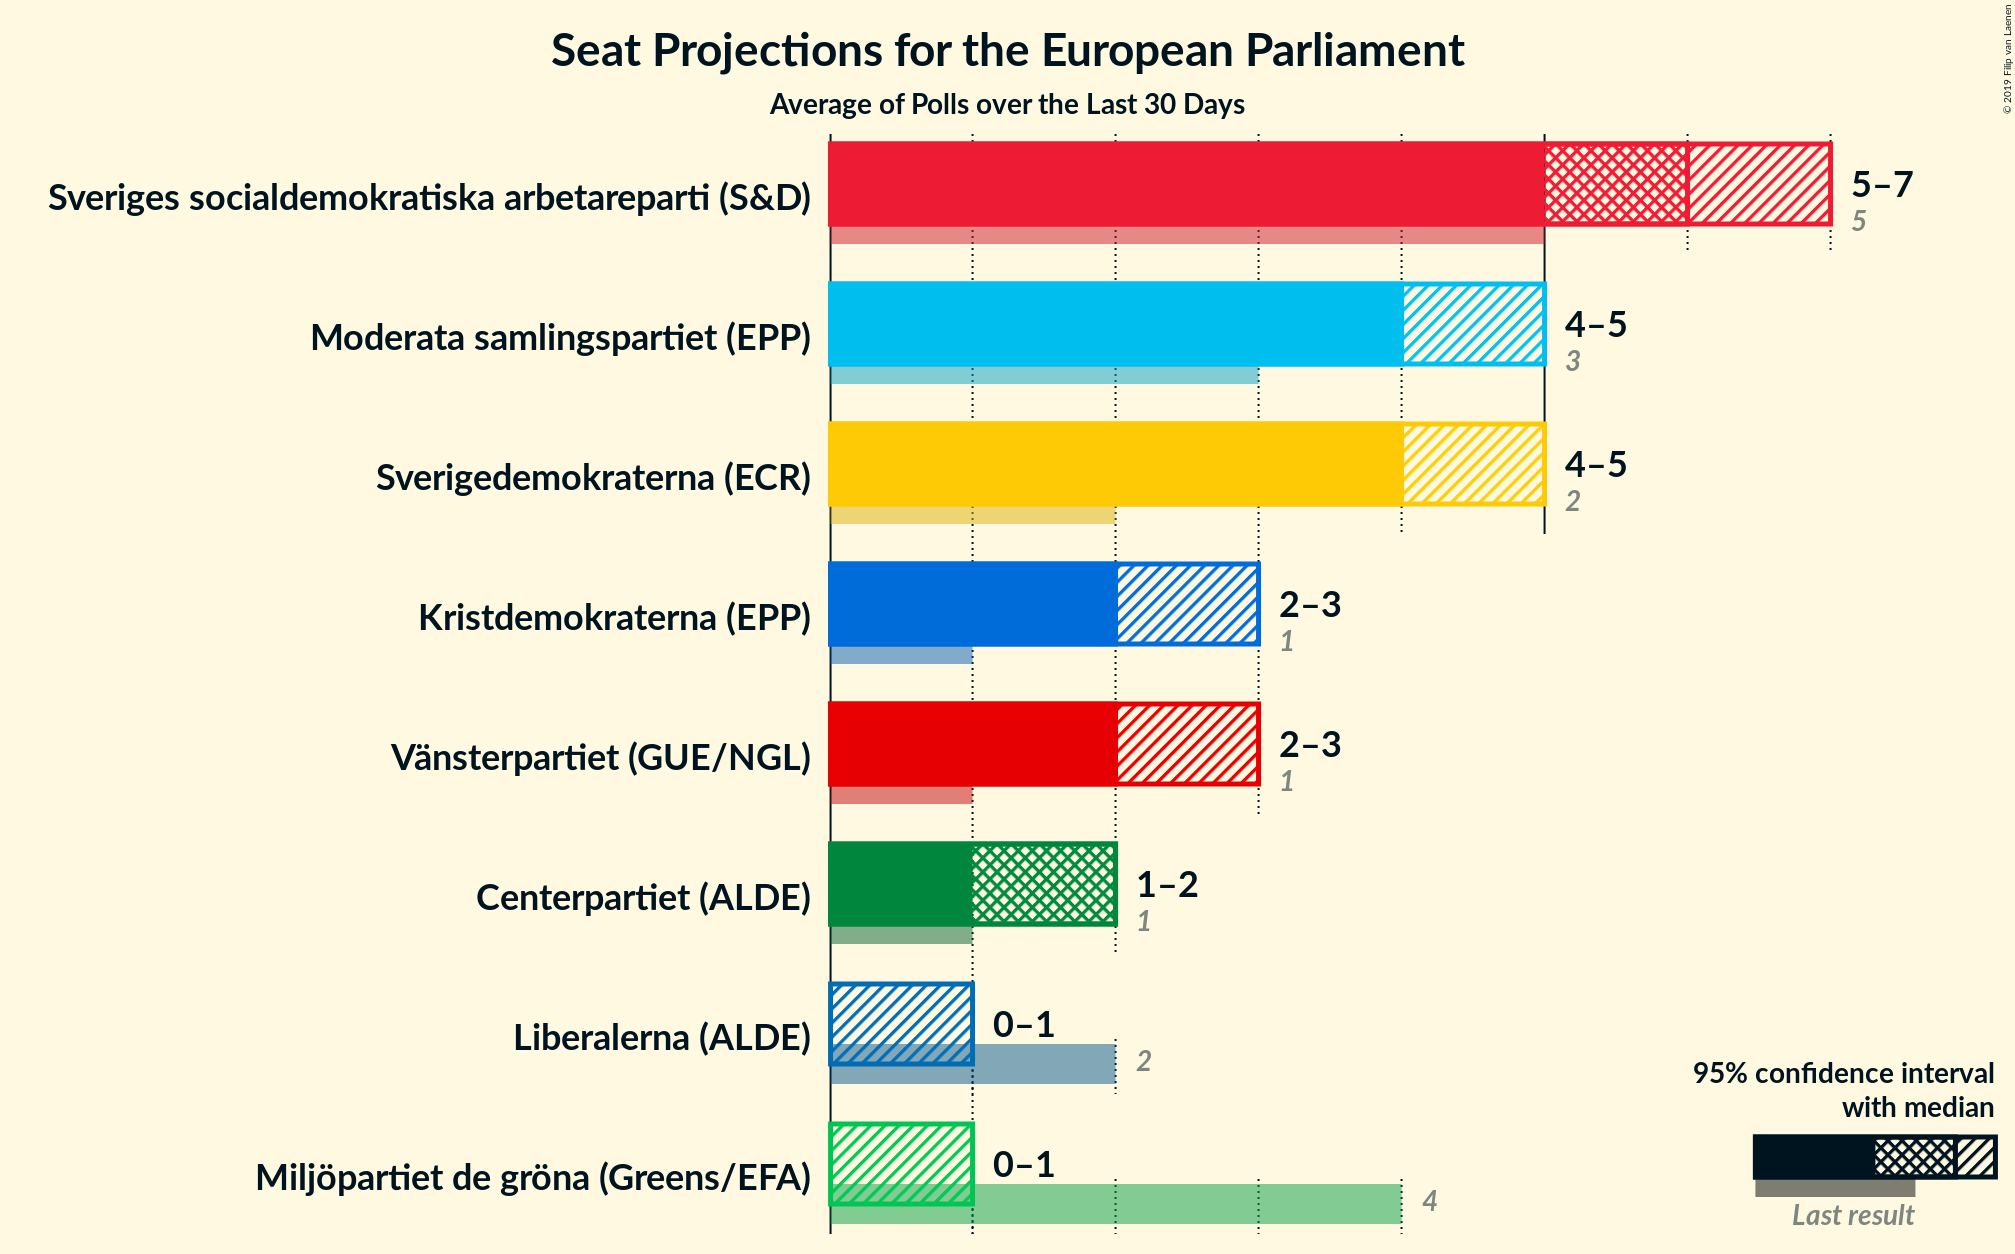 Seat Projections for the European Parliament
Average of Polls over the Last 30 Days
© 2019 Filip van Laenen
Sveriges socialdemokratiska arbetareparti (S&D)
5–7
5
Moderata samlingspartiet (EPP)
4–5
3
Sverigedemokraterna (ECR)
4–5
2
Kristdemokraterna (EPP)
2–3
1
Vänsterpartiet (GUE/NGL)
2–3
1
Centerpartiet (ALDE)
1–2
1
Liberalerna (ALDE)
0–1
2
Miljöpartiet de gröna (Greens/EFA)
0–1
4
95% confidence interval
with median
Last result